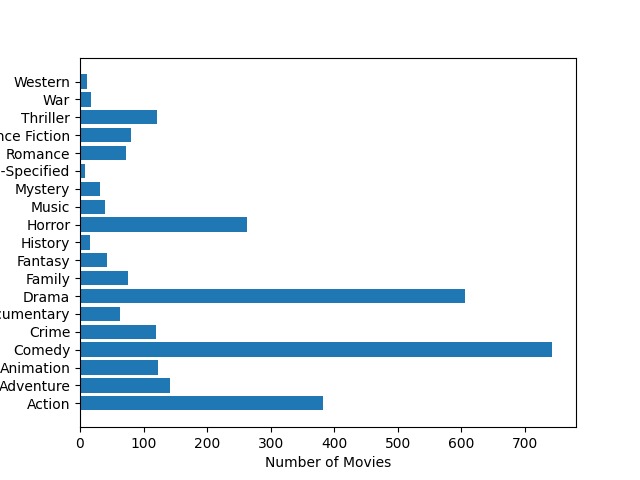 Western
War
Thriller
nce Fiction
Romance
-Specified
Mystery
Music
Horror
History
Fantasy
Family
Drama
cumentary
Crime
Comedy
Animation
Adventure
Action
0 100 200 300 400 500 600 700
Number of Movies